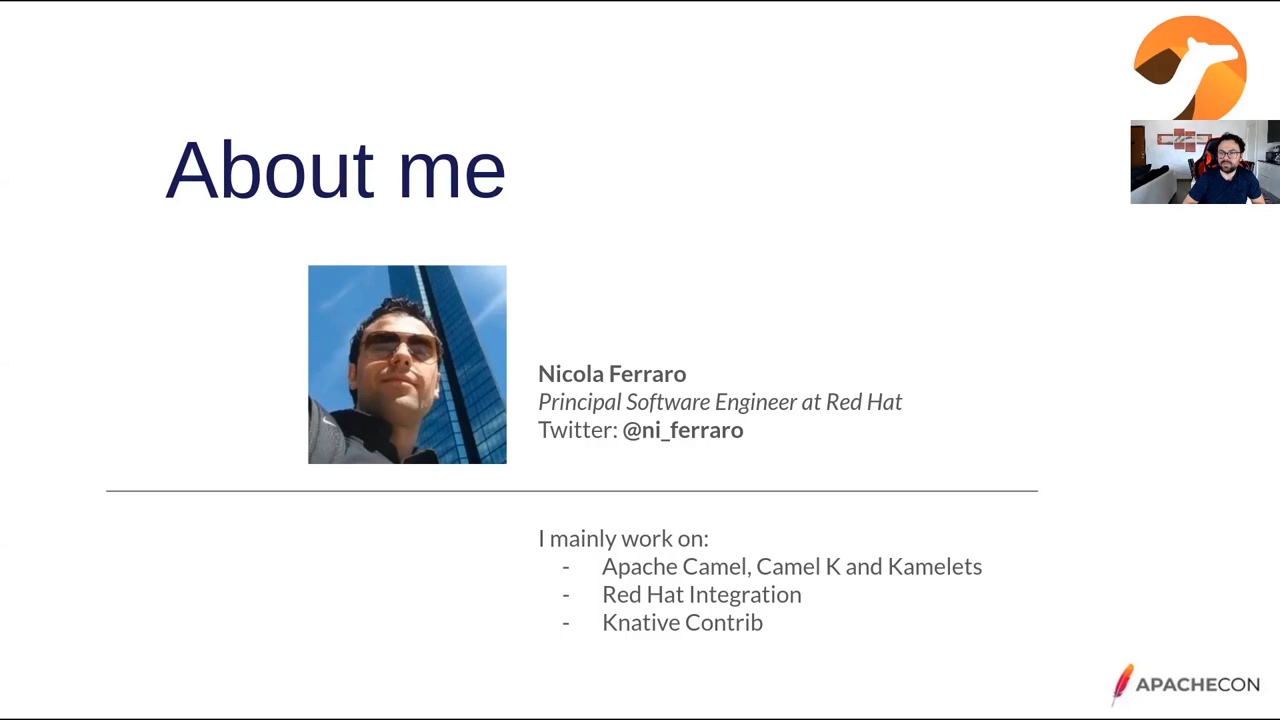 About me
Nicola Ferraro
Principal Software Engineer at Red Hat
Twitter: @ni_ferraro
I mainly work on:
- Apache Camel, Camel K and Kamelets
- Red Hat Integration
- Knative Contrib
APACHECON